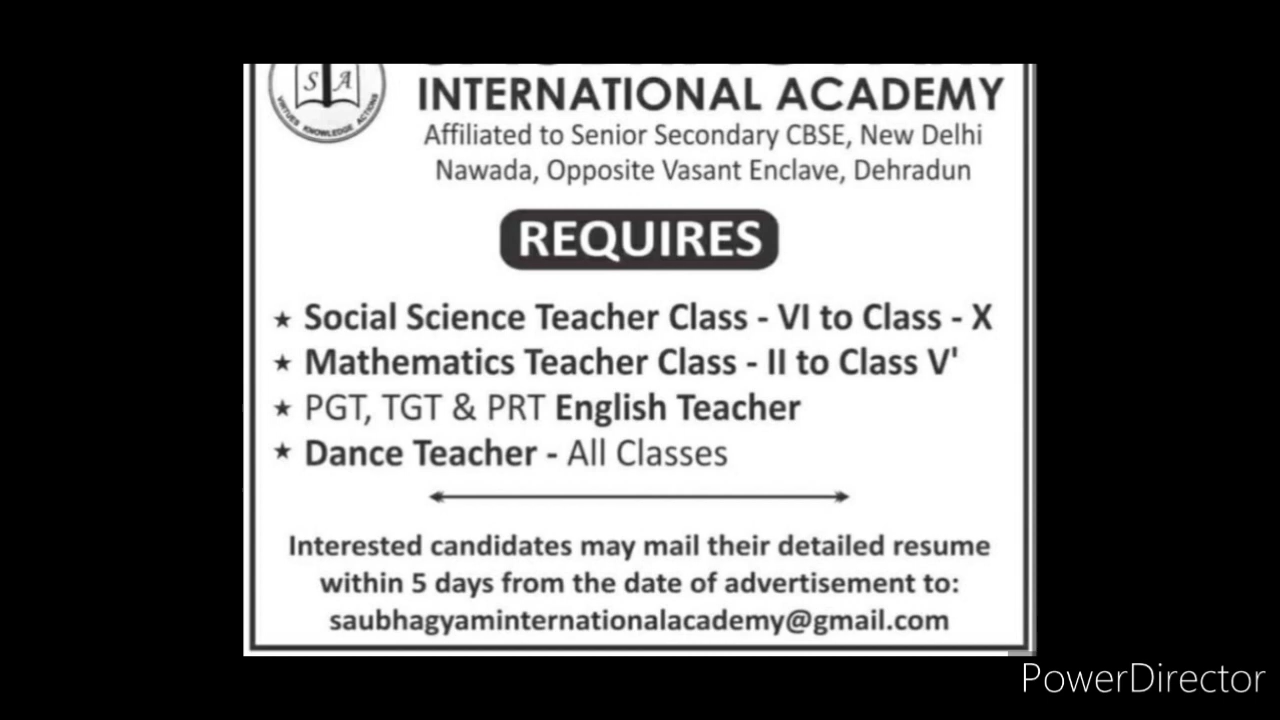 S A
VIRTUES KNOWLEDGE ACTIONS
INTERNATIONAL ACADEMY
Affiliated to Senior Secondary CBSE, New Delhi
Nawada, Opposite Vasant Enclave, Dehradun
REQUIRES
★ Social Science Teacher Class - VI to Class - X
★ Mathematics Teacher Class - II to Class V'
★ PGT, TGT & PRT English Teacher
★ Dance Teacher - All Classes
Interested candidates may mail their detailed resume
within 5 days from the date of advertisement to:
saubhagyaminternationalacademy@gmail.com
PowerDirector